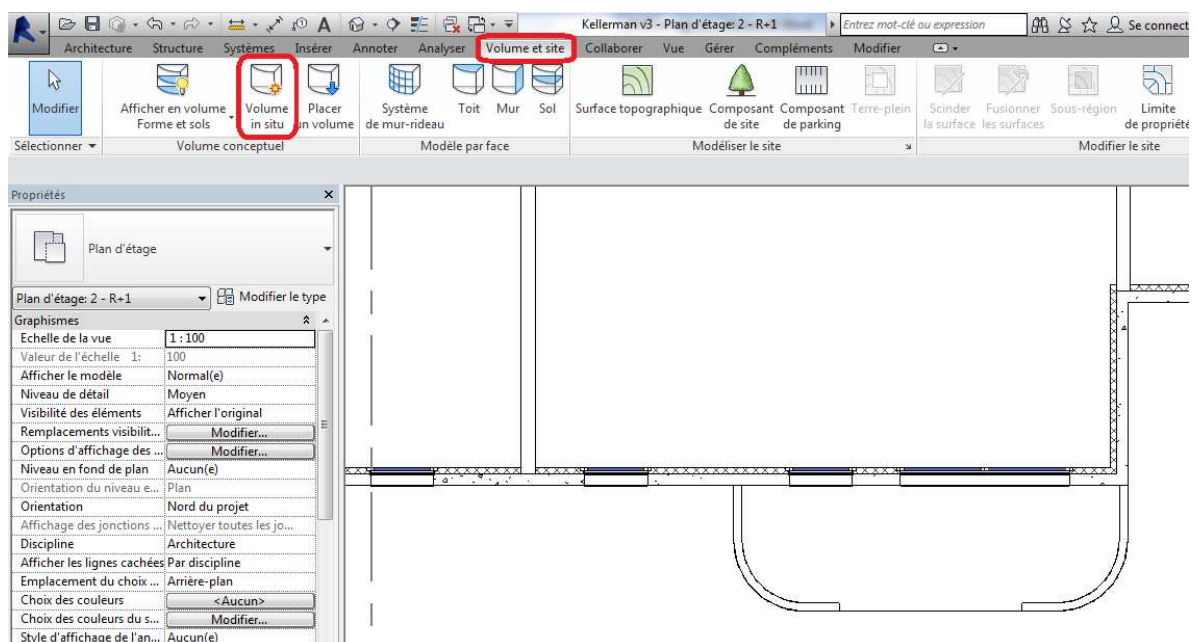 Kellerman v3 - Plan d'étage: 2 - R+1
Entrez mot-clé ou expression
Se connect
Architecture Structure Systèmes Insérer Annoter Analyser Volume et site Collaborer Vue Gérer Compléments Modifier
Modifier
Afficher en volume
Forme et sols
Volume
in situ
Placer
un volume
Système
de mur-rideau
Toit Mur Sol
Surface topographique
Composant
de site
Composant
de parking
Terre-plein
Scinder
la surface
Fusionner
les surfaces
Sous-région
Limite
de propriété
Sélectionner Volume conceptuel Modèle par face Modéliser le site Modifier le site
Propriétés
Plan d'étage
Plan d'étage: 2 - R+1 Modifier le type
Graphismes
Echelle de la vue 1 : 100
Valeur de l'échelle 1: 100
Afficher le modèle Normal(e)
Niveau de détail Moyen
Visibilité des éléments Afficher l'original
Remplacements visibilit... Modifier...
Options d'affichage des ... Modifier...
Niveau en fond de plan Aucun(e)
Orientation du niveau e... Plan
Orientation Nord du projet
Affichage des jonctions ... Nettoyer toutes les jo...
Discipline Architecture
Afficher les lignes cachées Par discipline
Emplacement du choix ... Arrière-plan
Choix des couleurs <Aucun>
Choix des couleurs du s... Modifier...
Style d'affichage de l'an... Aucun(e)